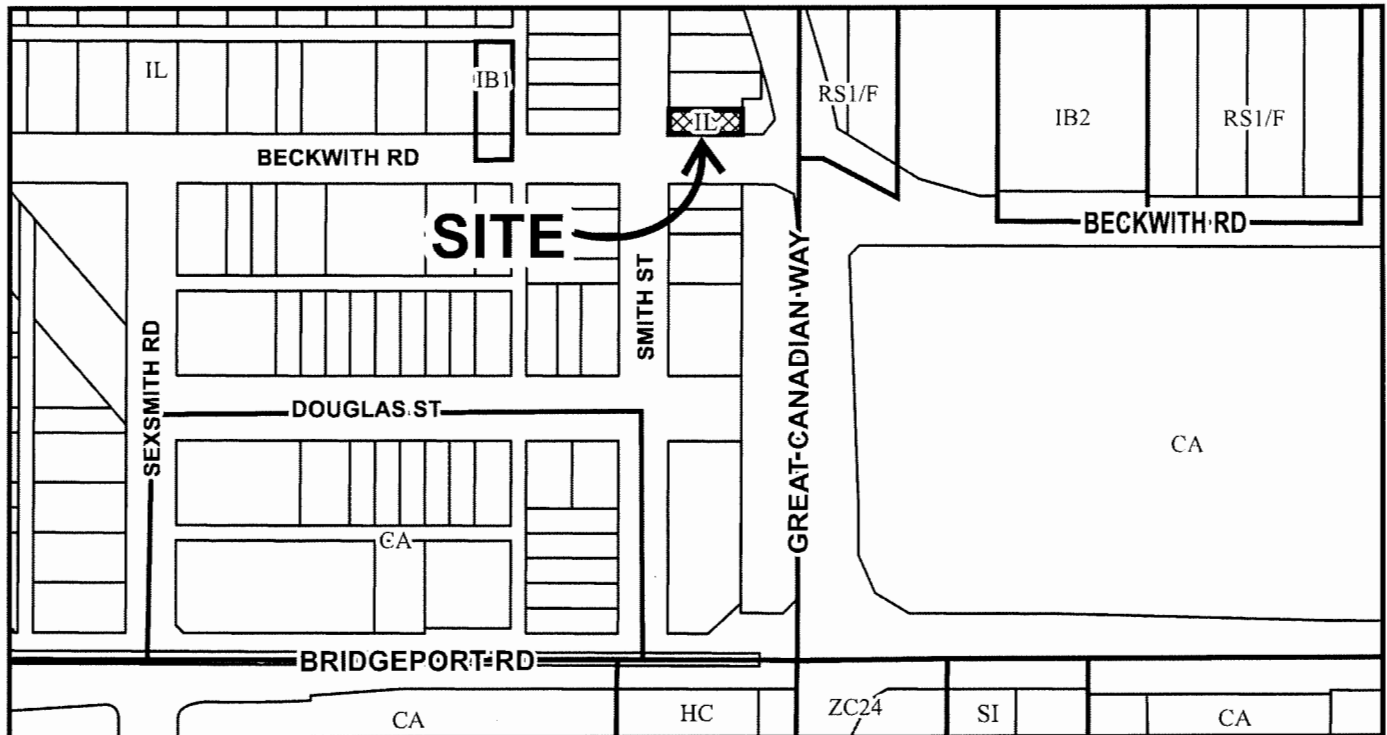 IL
IB1
IL
RS1/F
IB2
RS1/F
BECKWITH RD
SITE
BECKWITH RD
SEXSMITH RD
SMITH ST
GREAT CANADIAN WAY
DOUGLAS ST
CA
CA
BRIDGEPORT RD
CA
HC
ZC24
SI
CA